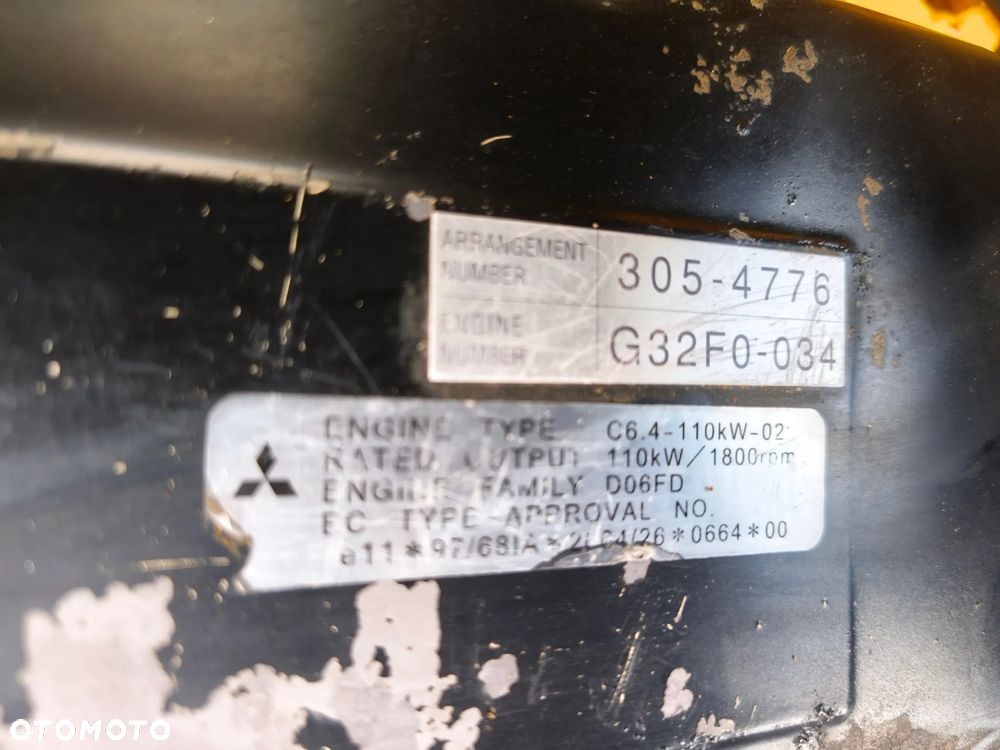 ARRANGEMENT
NUMBER
305-4776
ENGINE
NUMBER
G32F0-034
ENGINE TYPE C6.4-110kW-02
RATED OUTPUT 110kW/1800rpm
ENGINE FAMILY D06FD
EC TYPE-APPROVAL NO.
e11*97/68IA*2004/26*0664*00
OTOMOTO